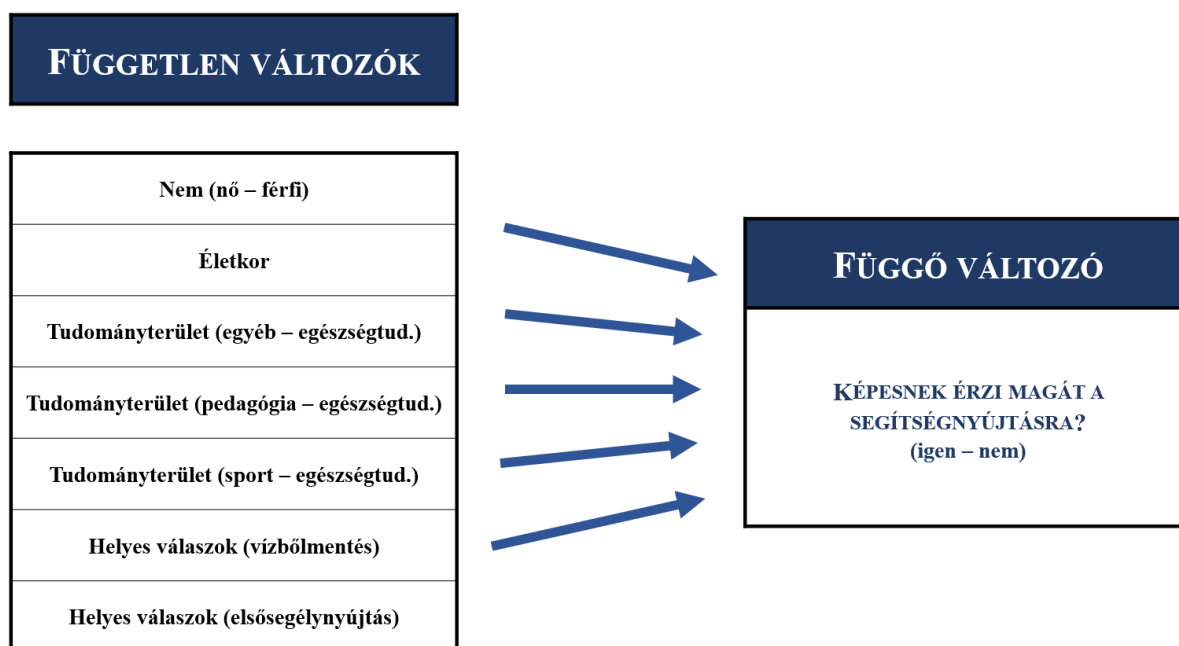 FÜGGETLEN VÁLTOZÓK
Nem (nő – férfi)
Életkor
Tudományterület (egyéb – egészségtud.)
Tudományterület (pedagógia – egészségtud.)
Tudományterület (sport – egészségtud.)
Helyes válaszok (vízbőlmentés)
Helyes válaszok (elsősegélynyújtás)
FÜGGŐ VÁLTOZÓ
KÉPESNEK ÉRZI MAGÁT A
SEGÍTSÉGNYÚJTÁSRA?
(igen – nem)